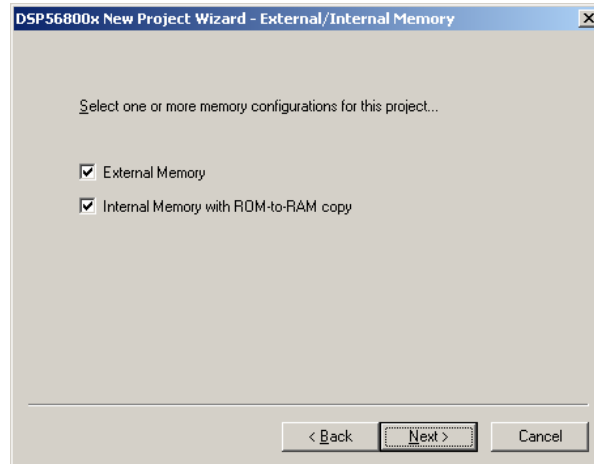 DSP56800x New Project Wizard - External/Internal Memory
Select one or more memory configurations for this project...
External Memory
Internal Memory with ROM-to-RAM copy
< Back Next > Cancel